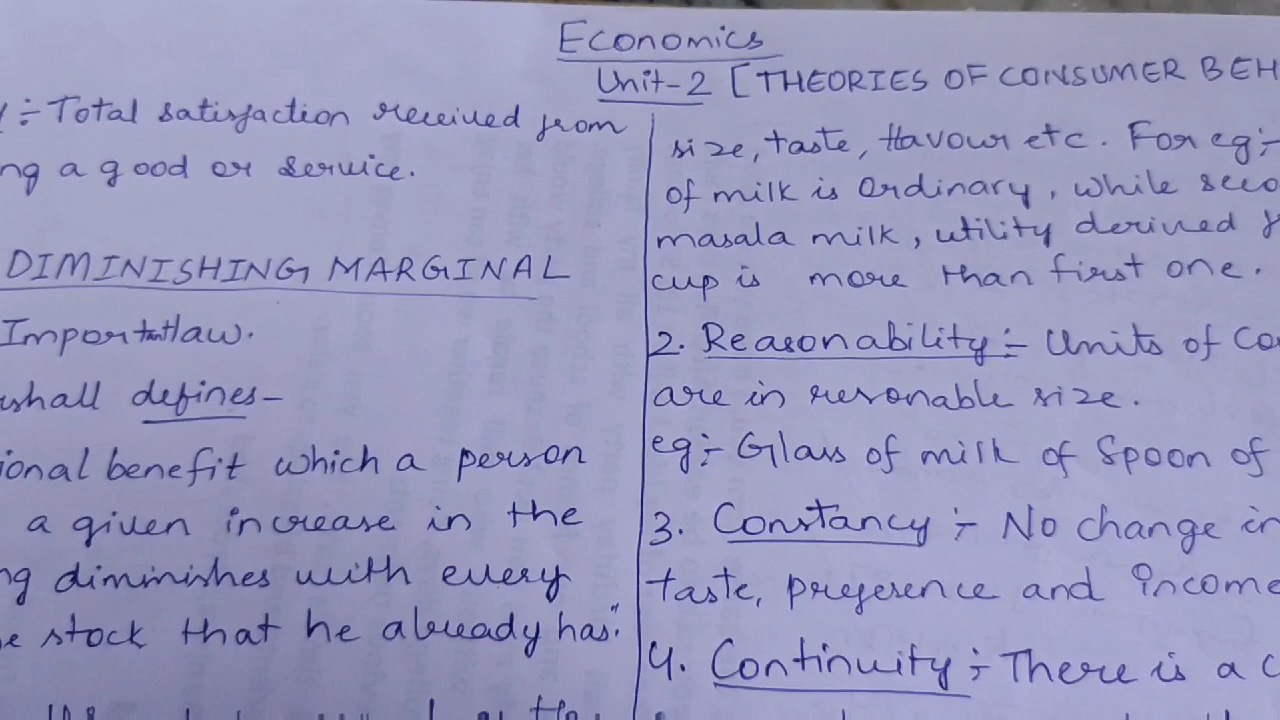 Economics
Unit-2 [THEORIES OF CONSUMER BEH
:- Total satisfaction received from
ng a good or service.
DIMINISHING MARGINAL
Important law.
shall defines-
ional benefit which a person
a given increase in the
ng diminishes with every
e stock that he already has."
size, taste, flavour etc. For eg:-
of milk is ordinary, while seco
masala milk, utility derived f
cup is more than first one.
2. Reasonability :- Units of Co
are in resonable size.
eg:- Glass of milk of Spoon of
3. Constancy :- No change in
taste, preference and income
4. Continuity :- There is a c